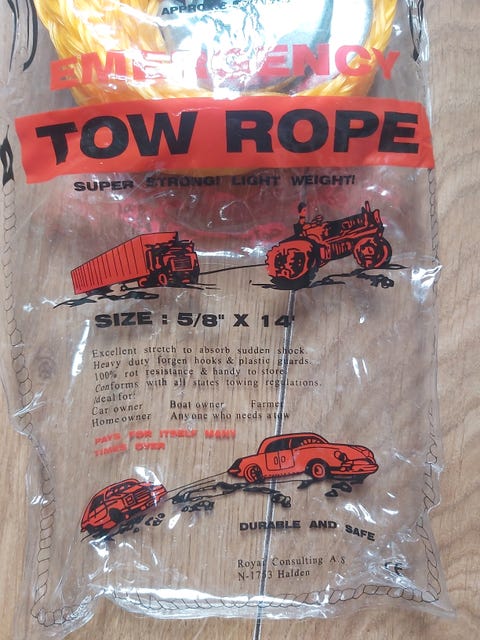 EMERGENCY
TOW ROPE
SUPER STRONG! LIGHT WEIGHT!
SIZE : 5/8" X 14'
Excellent stretch to absorb sudden shock.
Heavy duty forgen hooks & plastic guards.
100% rot resistance & handy to store.
Conforms with all states towing regulations.
ideal for:
Car owner Boat owner Farmer
Home owner Anyone who needs a tow
PAYS FOR ITSELF MANY
TIMES OVER
DURABLE AND SAFE
Royal Consulting A.S
N-1753 Halden
CE